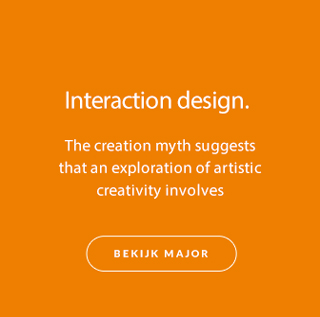 Interaction design.
The creation myth suggests
that an exploration of artistic
creativity involves
BEKIJK MAJOR